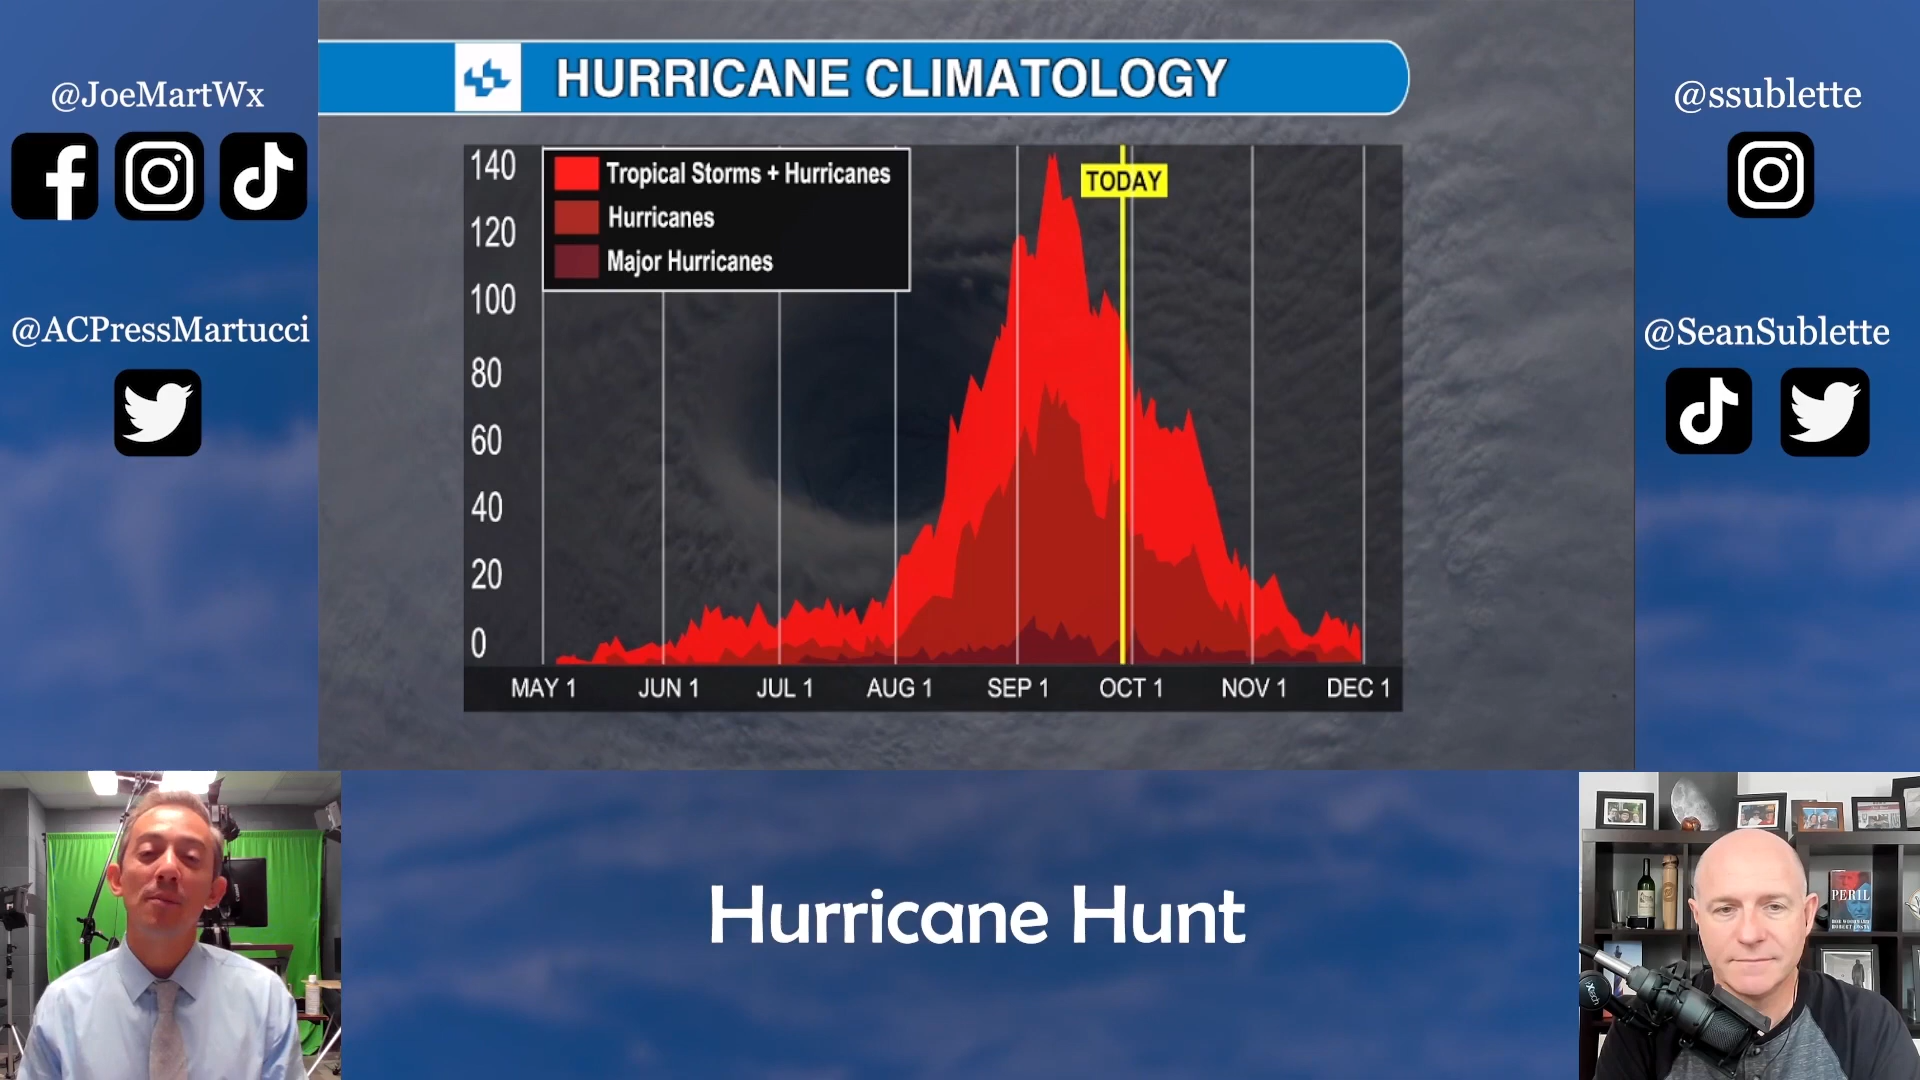 @JoeMartWx
@ACPressMartucci
HURRICANE CLIMATOLOGY
Tropical Storms + Hurricanes
Hurricanes
Major Hurricanes
TODAY
140
120
100
80
60
40
20
0
MAY 1 JUN 1 JUL 1 AUG 1 SEP 1 OCT 1 NOV 1 DEC 1
@ssublette
@SeanSublette
Hurricane Hunt
PERIL